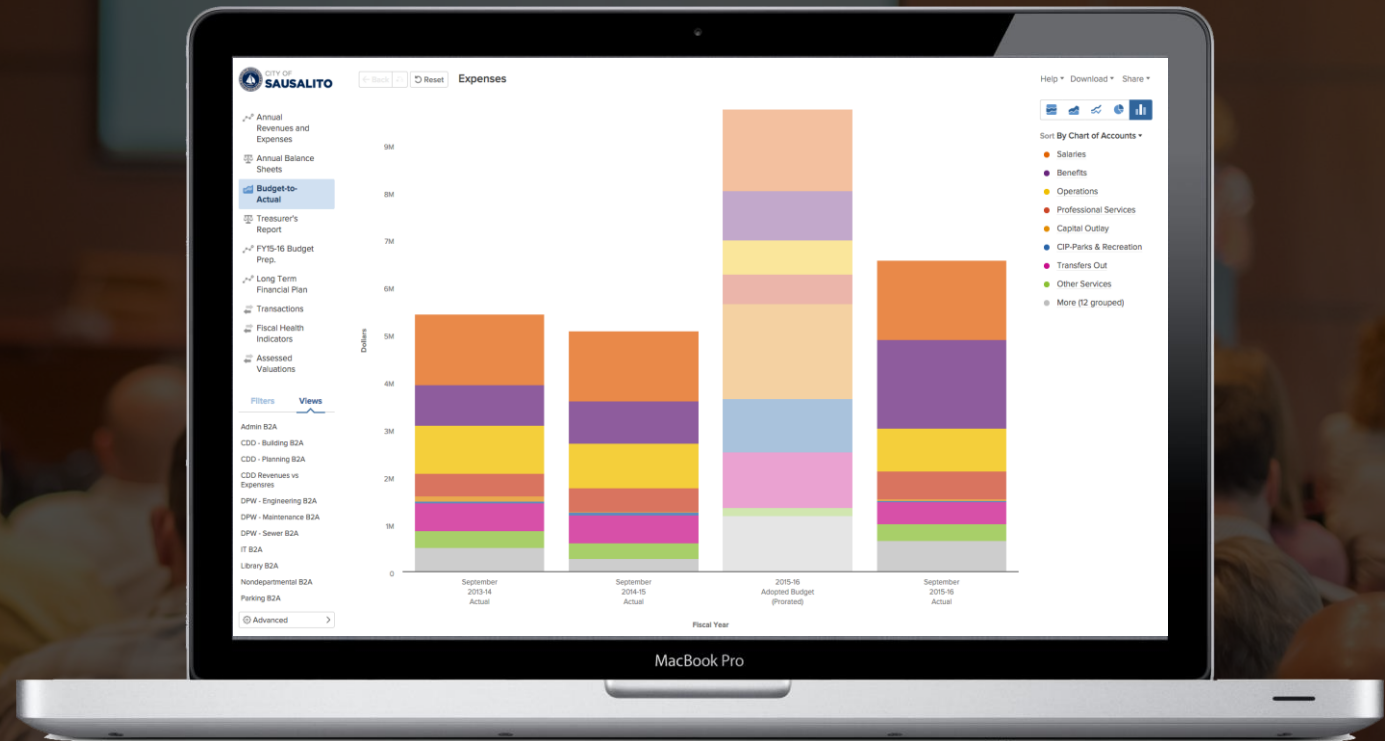 CITY OF
SAUSALITO
Back
Reset
Expenses
Help
Download
Share
Annual
Revenues and
Expenses
Annual Balance
Sheets
Budget-to-
Actual
Treasurer's
Report
FY15-16 Budget
Prep.
Long Term
Financial Plan
Transactions
Fiscal Health
Indicators
Assessed
Valuations
Filters
Views
Admin B2A
CDD - Building B2A
CDD - Planning B2A
CDD Revenues vs
Expensres
DPW - Engineering B2A
DPW - Maintenance B2A
DPW - Sewer B2A
IT B2A
Library B2A
Nondepartmental B2A
Parking B2A
Advanced
Dollars
9M
8M
7M
6M
5M
4M
3M
2M
1M
0
September
2013-14
Actual
September
2014-15
Actual
2015-16
Adopted Budget
(Prorated)
September
2015-16
Actual
Fiscal Year
Sort By Chart of Accounts
Salaries
Benefits
Operations
Professional Services
Capital Outlay
CIP-Parks & Recreation
Transfers Out
Other Services
More (12 grouped)
MacBook Pro